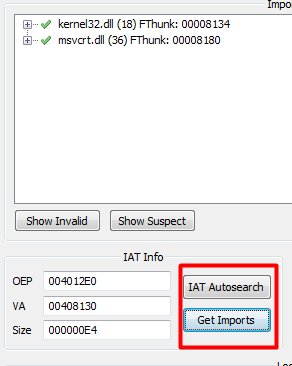 Impo
kernel32.dll (18) FThunk: 00008134
msvcrt.dll (36) FThunk: 00008180
Show Invalid Show Suspect
IAT Info
OEP 004012E0 IAT Autosearch
VA 00408130
Get Imports
Size 000000E4